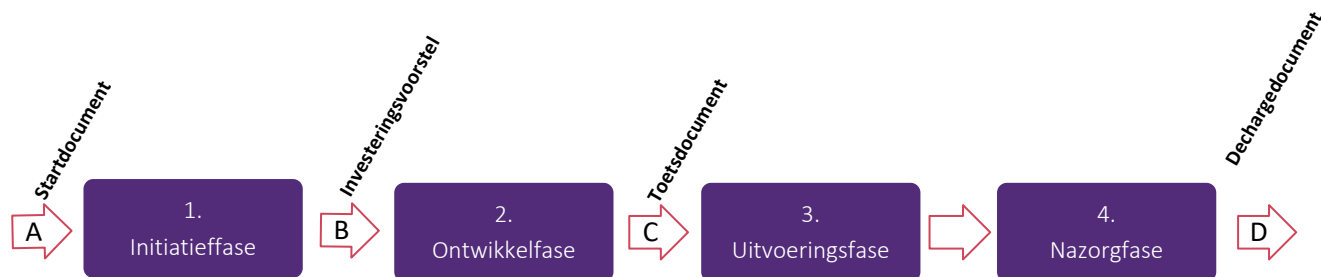 Startdocument
Investeringsvoorstel
Toetsdocument
Dechargedocument
A
1.
Initiatieffase
B
2.
Ontwikkelfase
C
3.
Uitvoeringsfase
4.
Nazorgfase
D